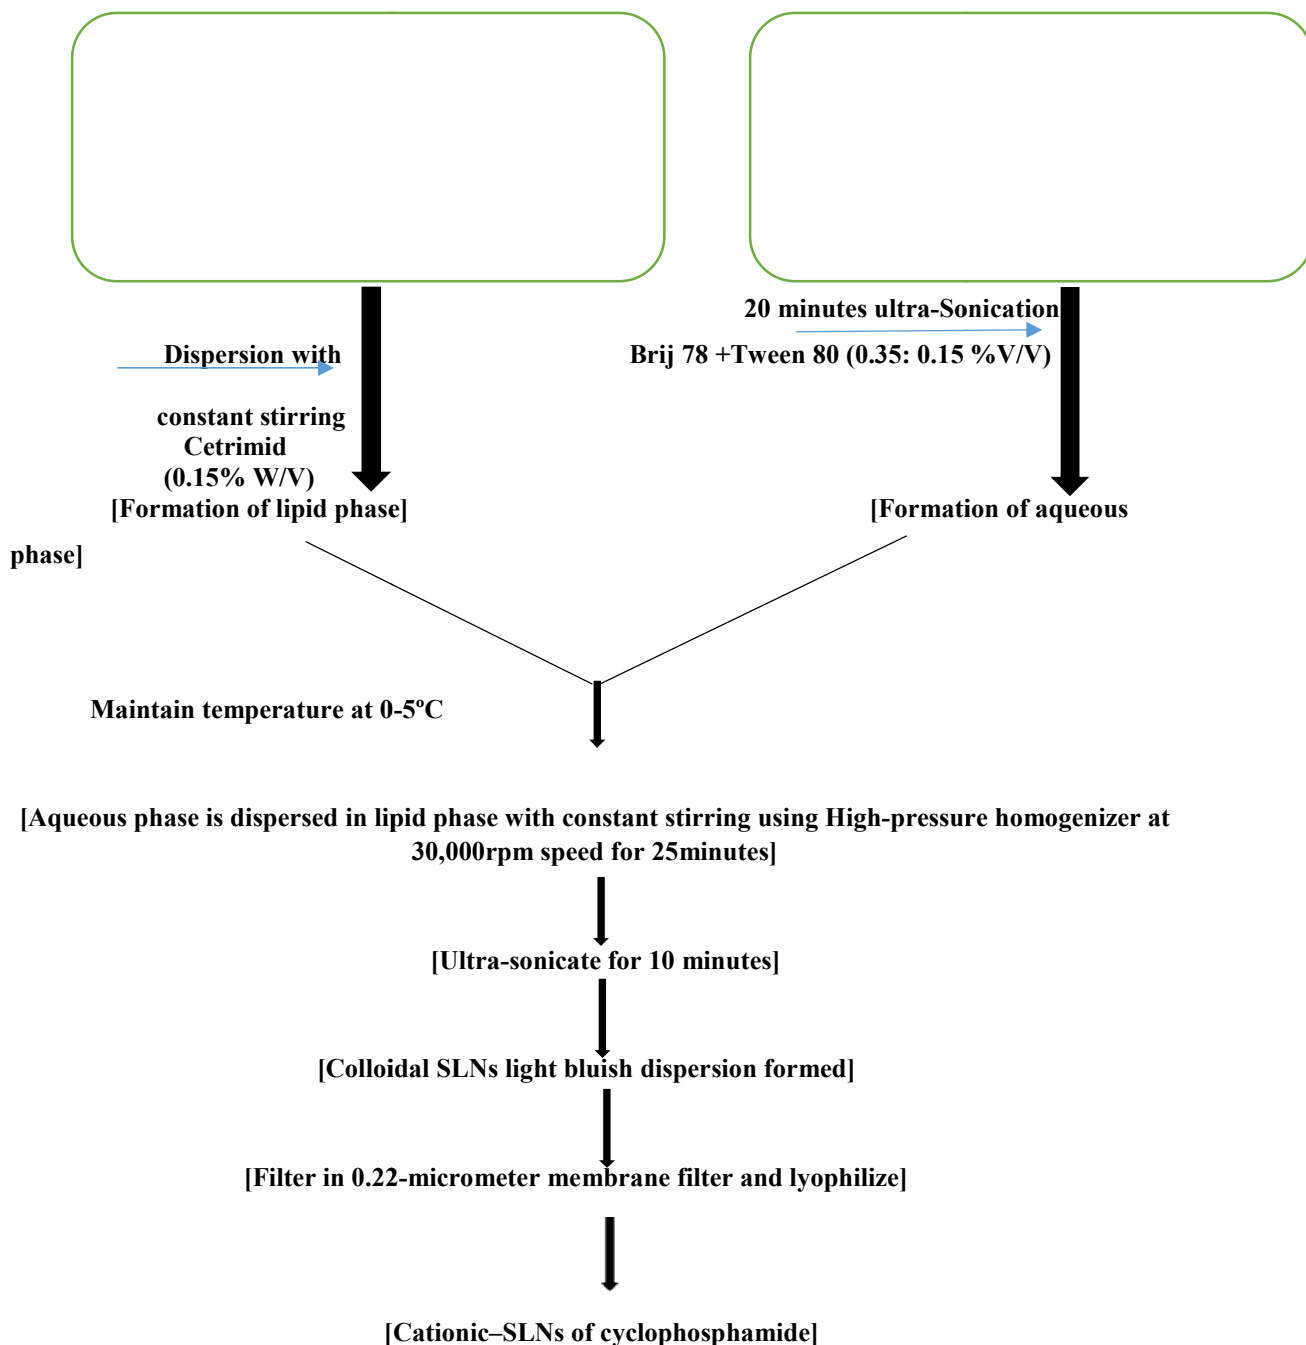 20 minutes ultra-Sonication
Dispersion with
Brij 78 +Tween 80 (0.35: 0.15 %V/V)
constant stirring
Cetrimid
(0.15% W/V)
[Formation of lipid phase]
[Formation of aqueous
phase]
Maintain temperature at 0-5ºC
[Aqueous phase is dispersed in lipid phase with constant stirring using High-pressure homogenizer at
30,000rpm speed for 25minutes]
[Ultra-sonicate for 10 minutes]
[Colloidal SLNs light bluish dispersion formed]
[Filter in 0.22-micrometer membrane filter and lyophilize]
[Cationic–SLNs of cyclophosphamide]